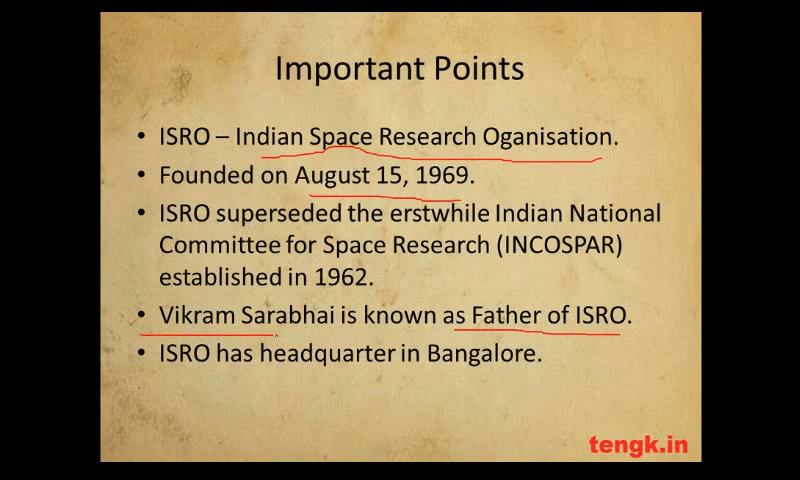 Important Points
• ISRO – Indian Space Research Oganisation.
• Founded on August 15, 1969.
• ISRO superseded the erstwhile Indian National
Committee for Space Research (INCOSPAR)
established in 1962.
• Vikram Sarabhai is known as Father of ISRO.
• ISRO has headquarter in Bangalore.
tengk.in